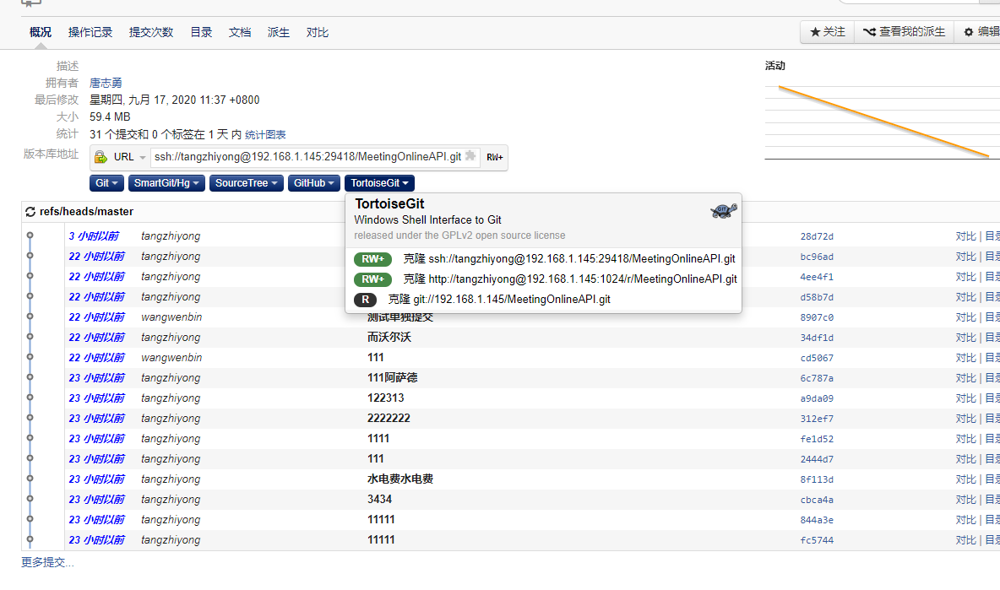 概况 操作记录 提交次数 目录 文档 派生 对比 关注 查看我的派生 编辑
描述
拥有者 唐志勇
最后修改 星期四, 九月 17, 2020 11:37 +0800
大小 59.4 MB
统计 31 个提交和 0 个标签在 1 天 内 统计图表
版本库地址 URL ssh://tangzhiyong@192.168.1.145:29418/MeetingOnlineAPI.git RW+
Git SmartGit/Hg SourceTree GitHub TortoiseGit
活动
TortoiseGit
Windows Shell Interface to Git
released under the GPLv2 open source license
GIT
RW+ 克隆 ssh://tangzhiyong@192.168.1.145:29418/MeetingOnlineAPI.git
RW+ 克隆 http://tangzhiyong@192.168.1.145:1024/r/MeetingOnlineAPI.git
R 克隆 git://192.168.1.145/MeetingOnlineAPI.git
refs/heads/master
3 小时以前 tangzhiyong 28d72d 对比 | 目录
22 小时以前 tangzhiyong bc96ad 对比 | 目录
22 小时以前 tangzhiyong 4ee4f1 对比 | 目录
22 小时以前 tangzhiyong d58b7d 对比 | 目录
22 小时以前 wangwenbin 测试单独提交 8907c0 对比 | 目录
22 小时以前 tangzhiyong 而沃尔沃 34df1d 对比 | 目录
22 小时以前 wangwenbin 111 cd5067 对比 | 目录
23 小时以前 tangzhiyong 111阿萨德 6c787a 对比 | 目录
23 小时以前 tangzhiyong 122313 a9da09 对比 | 目录
23 小时以前 tangzhiyong 2222222 312ef7 对比 | 目录
23 小时以前 tangzhiyong 1111 fe1d52 对比 | 目录
23 小时以前 tangzhiyong 111 2444d7 对比 | 目录
23 小时以前 tangzhiyong 水电费水电费 8f113d 对比 | 目录
23 小时以前 tangzhiyong 3434 cbca4a 对比 | 目录
23 小时以前 tangzhiyong 11111 844a3e 对比 | 目录
23 小时以前 tangzhiyong 11111 fc5744 对比 | 目录
更多提交...